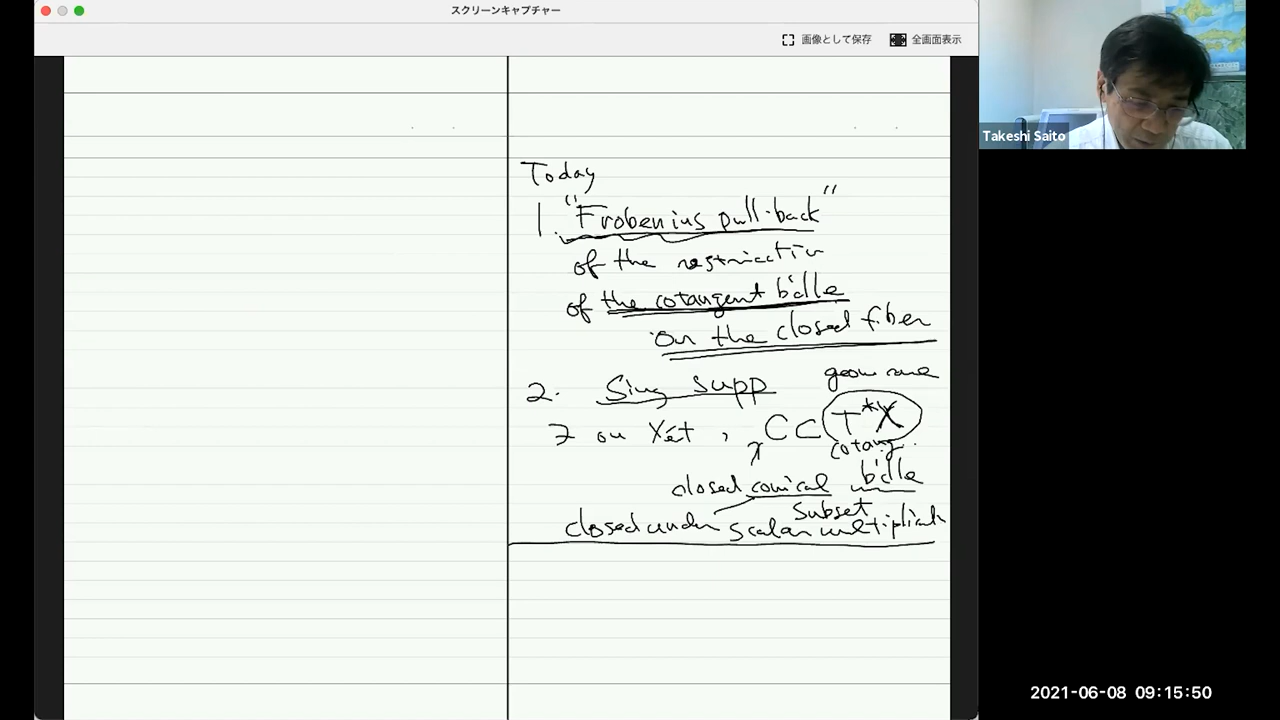 スクリーンキャプチャー
画像として保存 全画面表示
Takeshi Saito
Today
1. "Frobenius pull-back"
of the restriction
of the cotangent b'dle
on the closed fiber
2. Sing supp
geom case
F on Xét, C ⊂ T*X
cotang.
closed conical b'dle
subset
closed under scalar multiplicat
2021-06-08 09:15:50